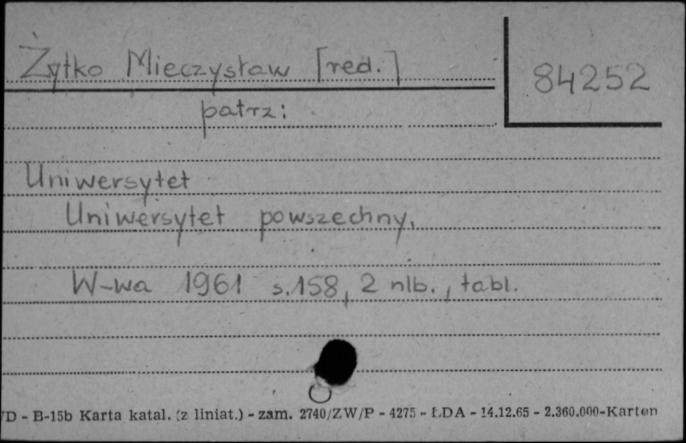 Żytko Mieczysław [red.]
84252
patrz:
Uniwersytet
Uniwersytet powszechny,
W-wa 1961 s.158, 2 nlb., tabl.
D - B-15b Karta katal. (z liniat.) - zam. 2740/ZW/P - 4275 - ŁDA - 14.12.65 - 2.360.000-Karten